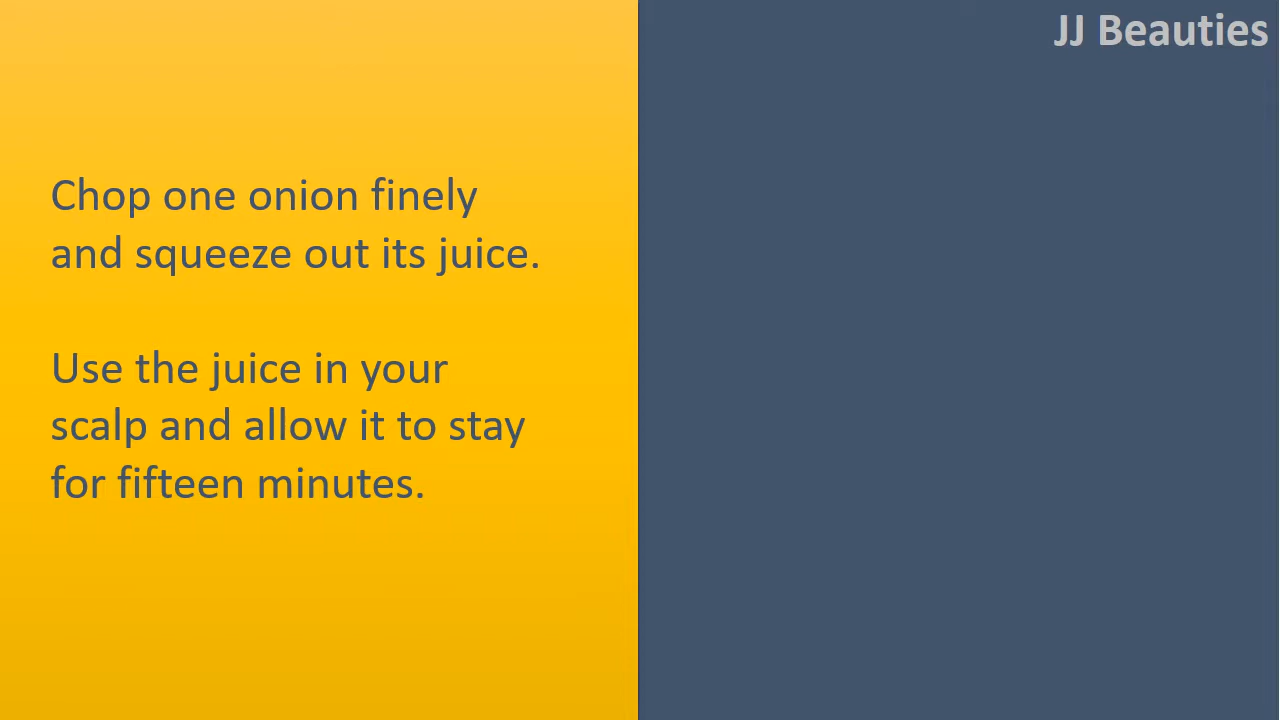 JJ Beauties
Chop one onion finely
and squeeze out its juice.
Use the juice in your
scalp and allow it to stay
for fifteen minutes.